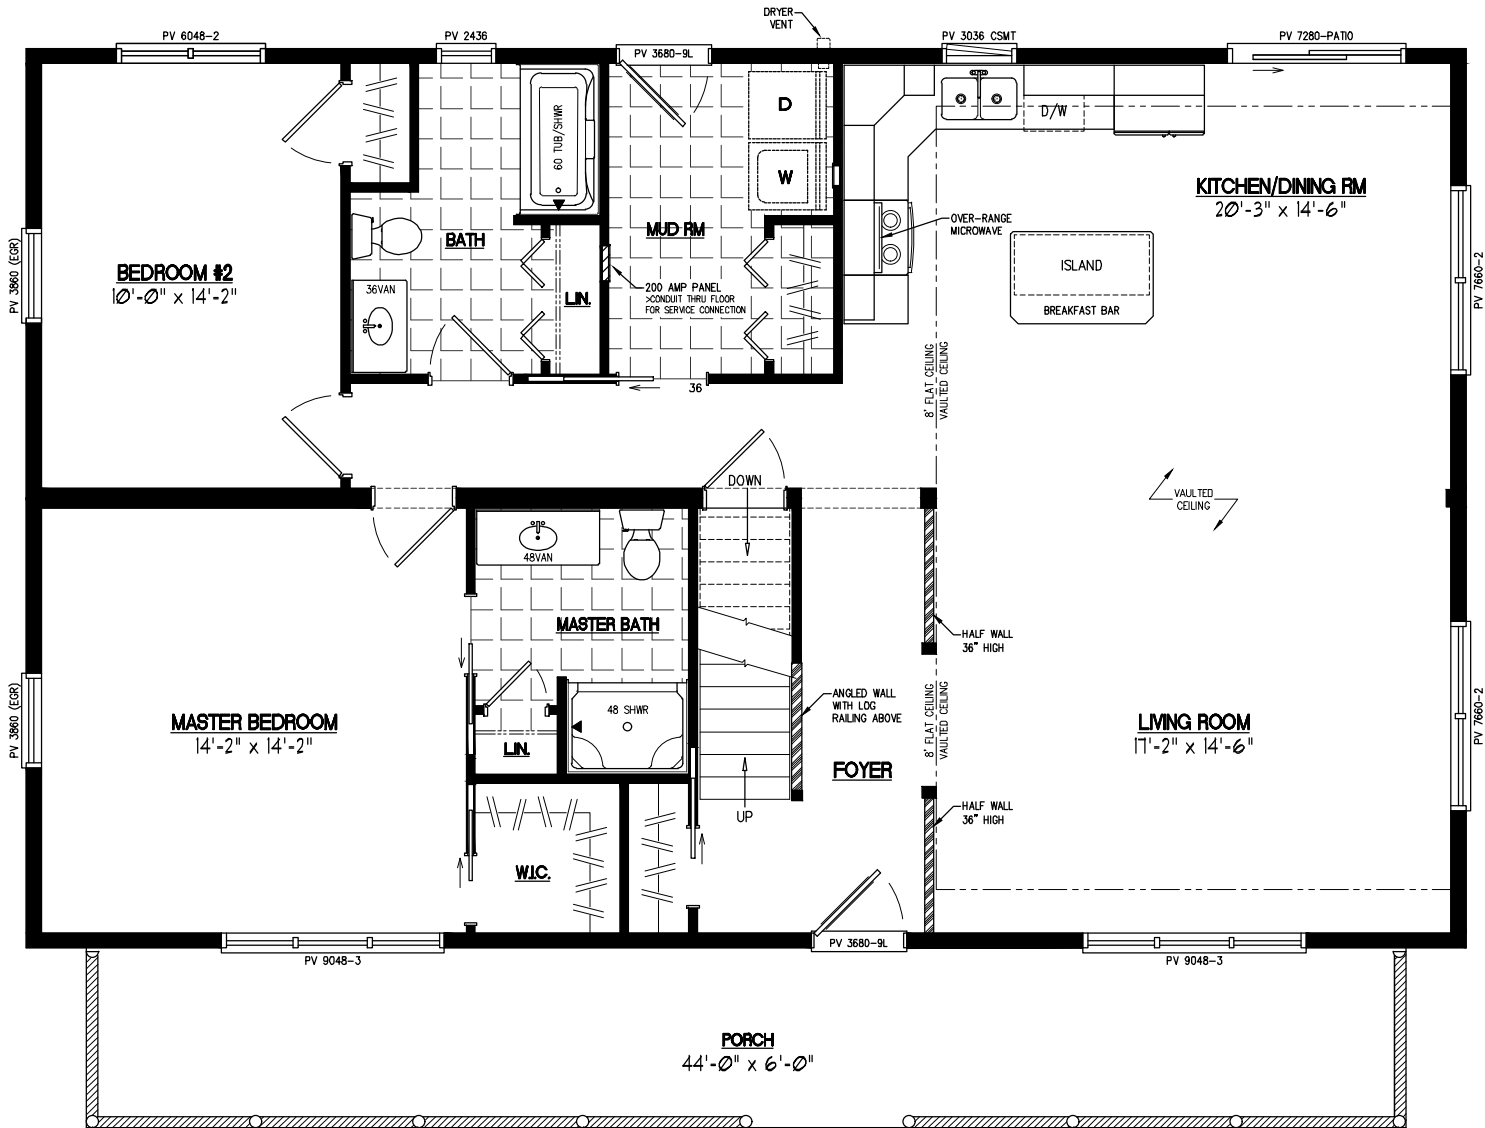 DRYER
VENT
PV 6048-2
PV 2436
PV 3680-9L
PV 3036 CSMT
PV 7280-PATIO
60 TUB/SHWR
D
W
D/W
KITCHEN/DINING RM
20'-3" x 14'-6"
OVER-RANGE
MICROWAVE
MUD RM
BATH
PV 3860 (EGR)
BEDROOM #2
10'-0" x 14'-2"
36VAN
LIN.
200 AMP PANEL
>CONDUIT THRU FLOOR
FOR SERVICE CONNECTION
ISLAND
BREAKFAST BAR
PV 7660-2
8' FLAT CEILING
VAULTED CEILING
36
DOWN
VAULTED
CEILING
48VAN
MASTER BATH
HALF WALL
36" HIGH
PV 3860 (EGR)
MASTER BEDROOM
14'-2" x 14'-2"
48 SHWR
LIN.
ANGLED WALL
WITH LOG
RAILING ABOVE
8' FLAT CEILING
VAULTED CEILING
LIVING ROOM
17'-2" x 14'-6"
PV 7660-2
FOYER
UP
HALF WALL
36" HIGH
W.I.C.
PV 9048-3
PV 3680-9L
PV 9048-3
PORCH
44'-0" x 6'-0"